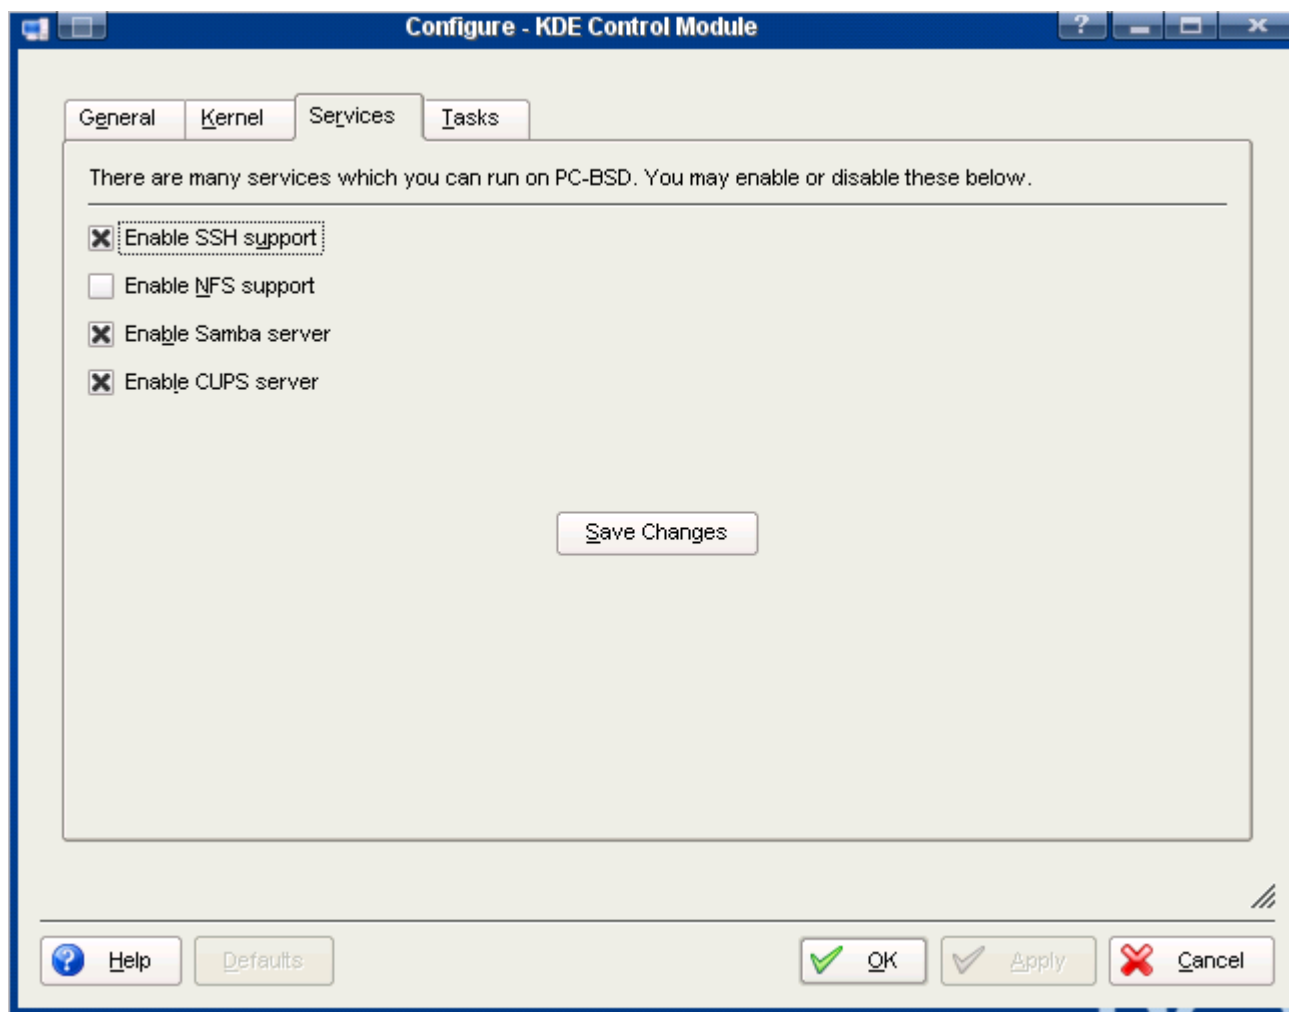 Configure - KDE Control Module
?
General Kernel Services Tasks
There are many services which you can run on PC-BSD. You may enable or disable these below.
Enable SSH support
Enable NFS support
Enable Samba server
Enable CUPS server
Save Changes
? Help Defaults OK Apply Cancel